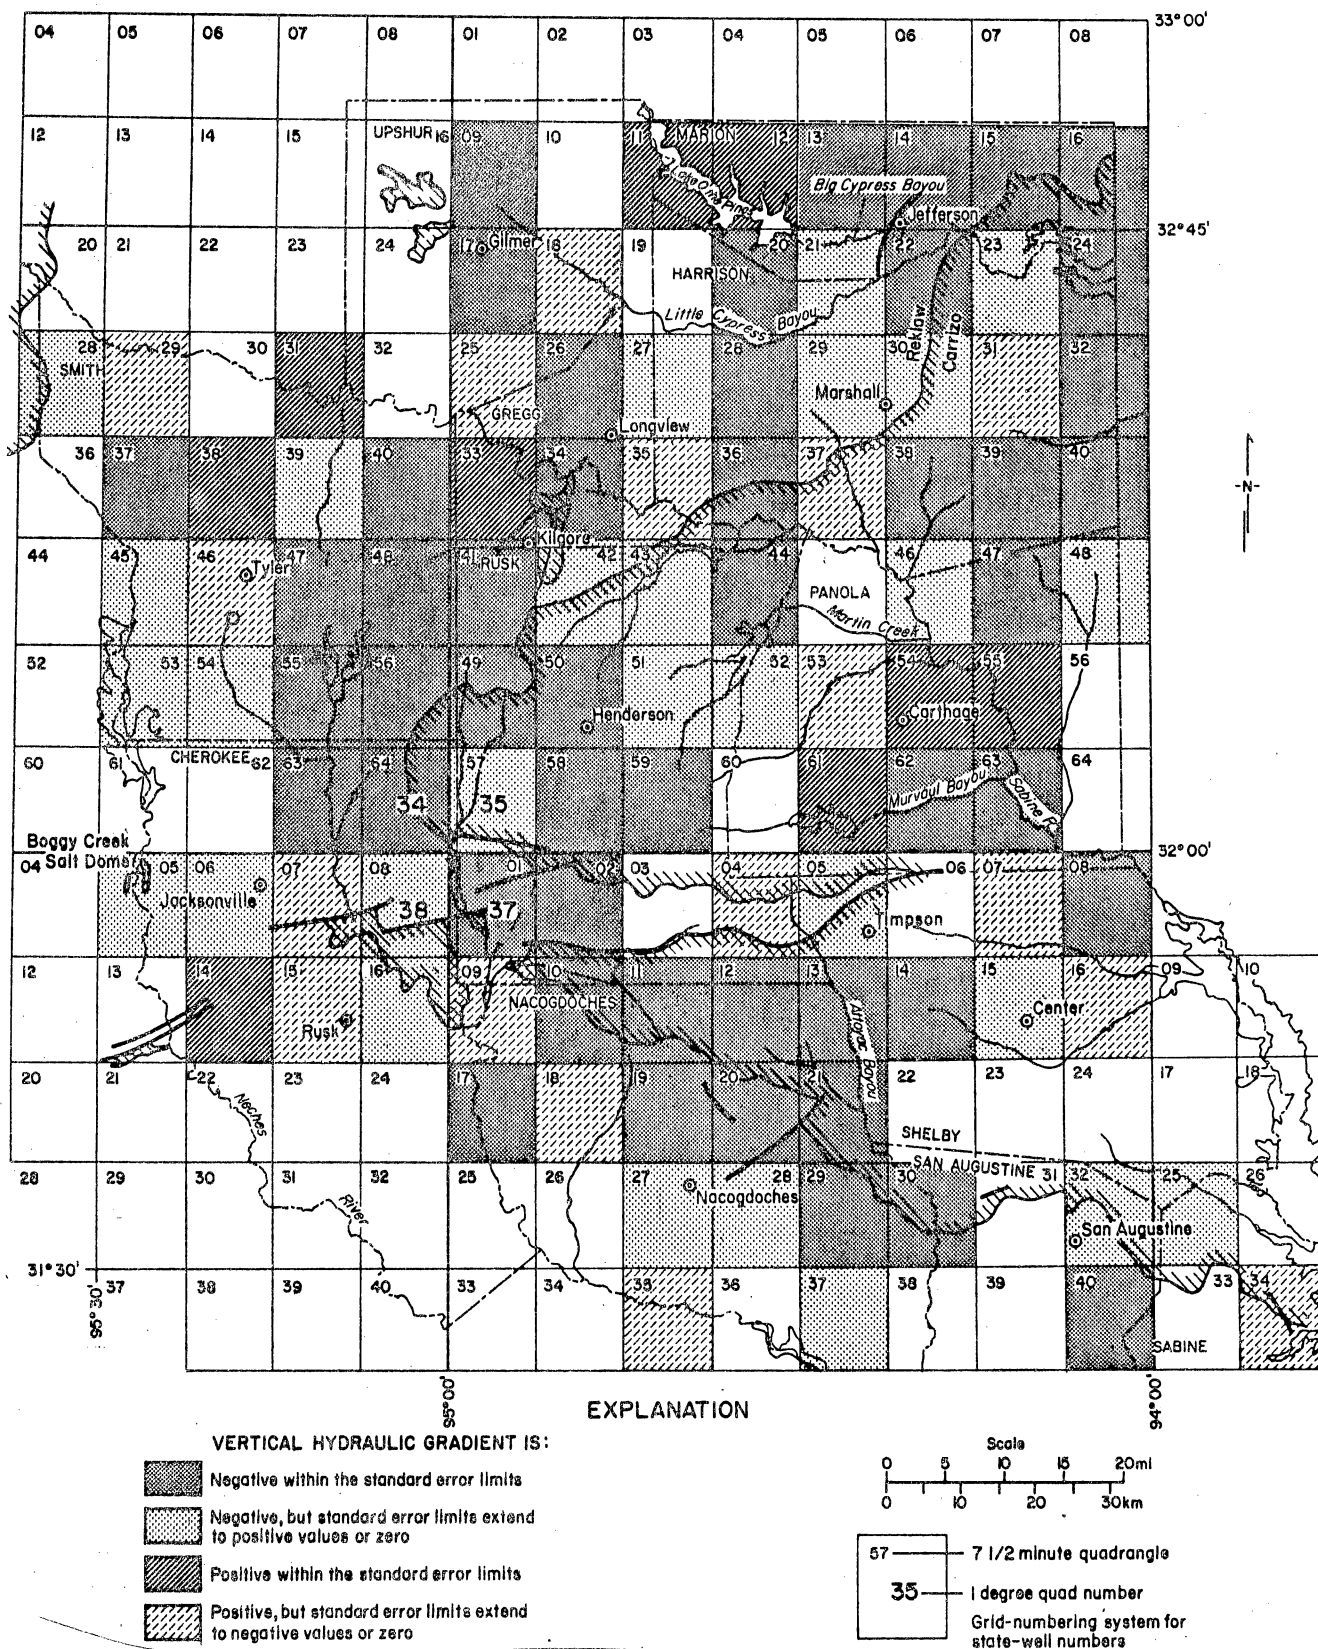 33°00'
04 05 06 07 08 01 02 03 04 05 06 07 08
12 13 14 15 UPSHUR 16 09 10 11 MARION 12 13 14 15 16
Lake O' the Pines
Big Cypress Bayou
Jefferson
32°45'
20 21 22 23 24 17 Gilmer 18 19 20 21 22 23 24
HARRISON
Little Cypress Bayou
Reklaw
Carrizo
28 29 30 31 32 25 26 27 28 29 30 31 32
SMITH
Marshall
GREGG
Longview
36 37 38 39 40 33 34 35 36 37 38 39 40
-N-
Kilgore
44 45 46 47 48 41 RUSK 42 43 44 46 47 48
Tyler
PANOLA
Martin Creek
52 53 54 55 56 49 50 51 52 53 54 55 56
Henderson
Carthage
60 61 CHEROKEE 62 63 64 57 58 59 60 61 62 63 64
34 35
Murvaul Bayou
Sabine R.
Boggy Creek
Salt Dome
32°00'
04 05 06 07 08 01 02 03 04 05 06 07 08
Jacksonville
38 37
Timpson
12 13 14 15 16 09 10 11 12 13 14 15 16 09 10
NACOGDOCHES
Rusk
Center
Attoyac Bayou
20 21 22 23 24 17 18 19 20 21 22 23 24 17 18
Neches
SHELBY
SAN AUGUSTINE
28 29 30 31 32 25 26 27 28 29 30 31 32 25 26
Nacogdoches
River
San Augustine
31°30'
37 38 39 40 33 34 35 36 37 38 39 40 33 34
SABINE
95°30'
95°00'
94°00'
EXPLANATION
VERTICAL HYDRAULIC GRADIENT IS:
Negative within the standard error limits
Negative, but standard error limits extend
to positive values or zero
Positive within the standard error limits
Positive, but standard error limits extend
to negative values or zero
Scale
0 5 10 15 20mi
0 10 20 30km
57 7 1/2 minute quadrangle
35 1 degree quad number
Grid-numbering system for
state-well numbers